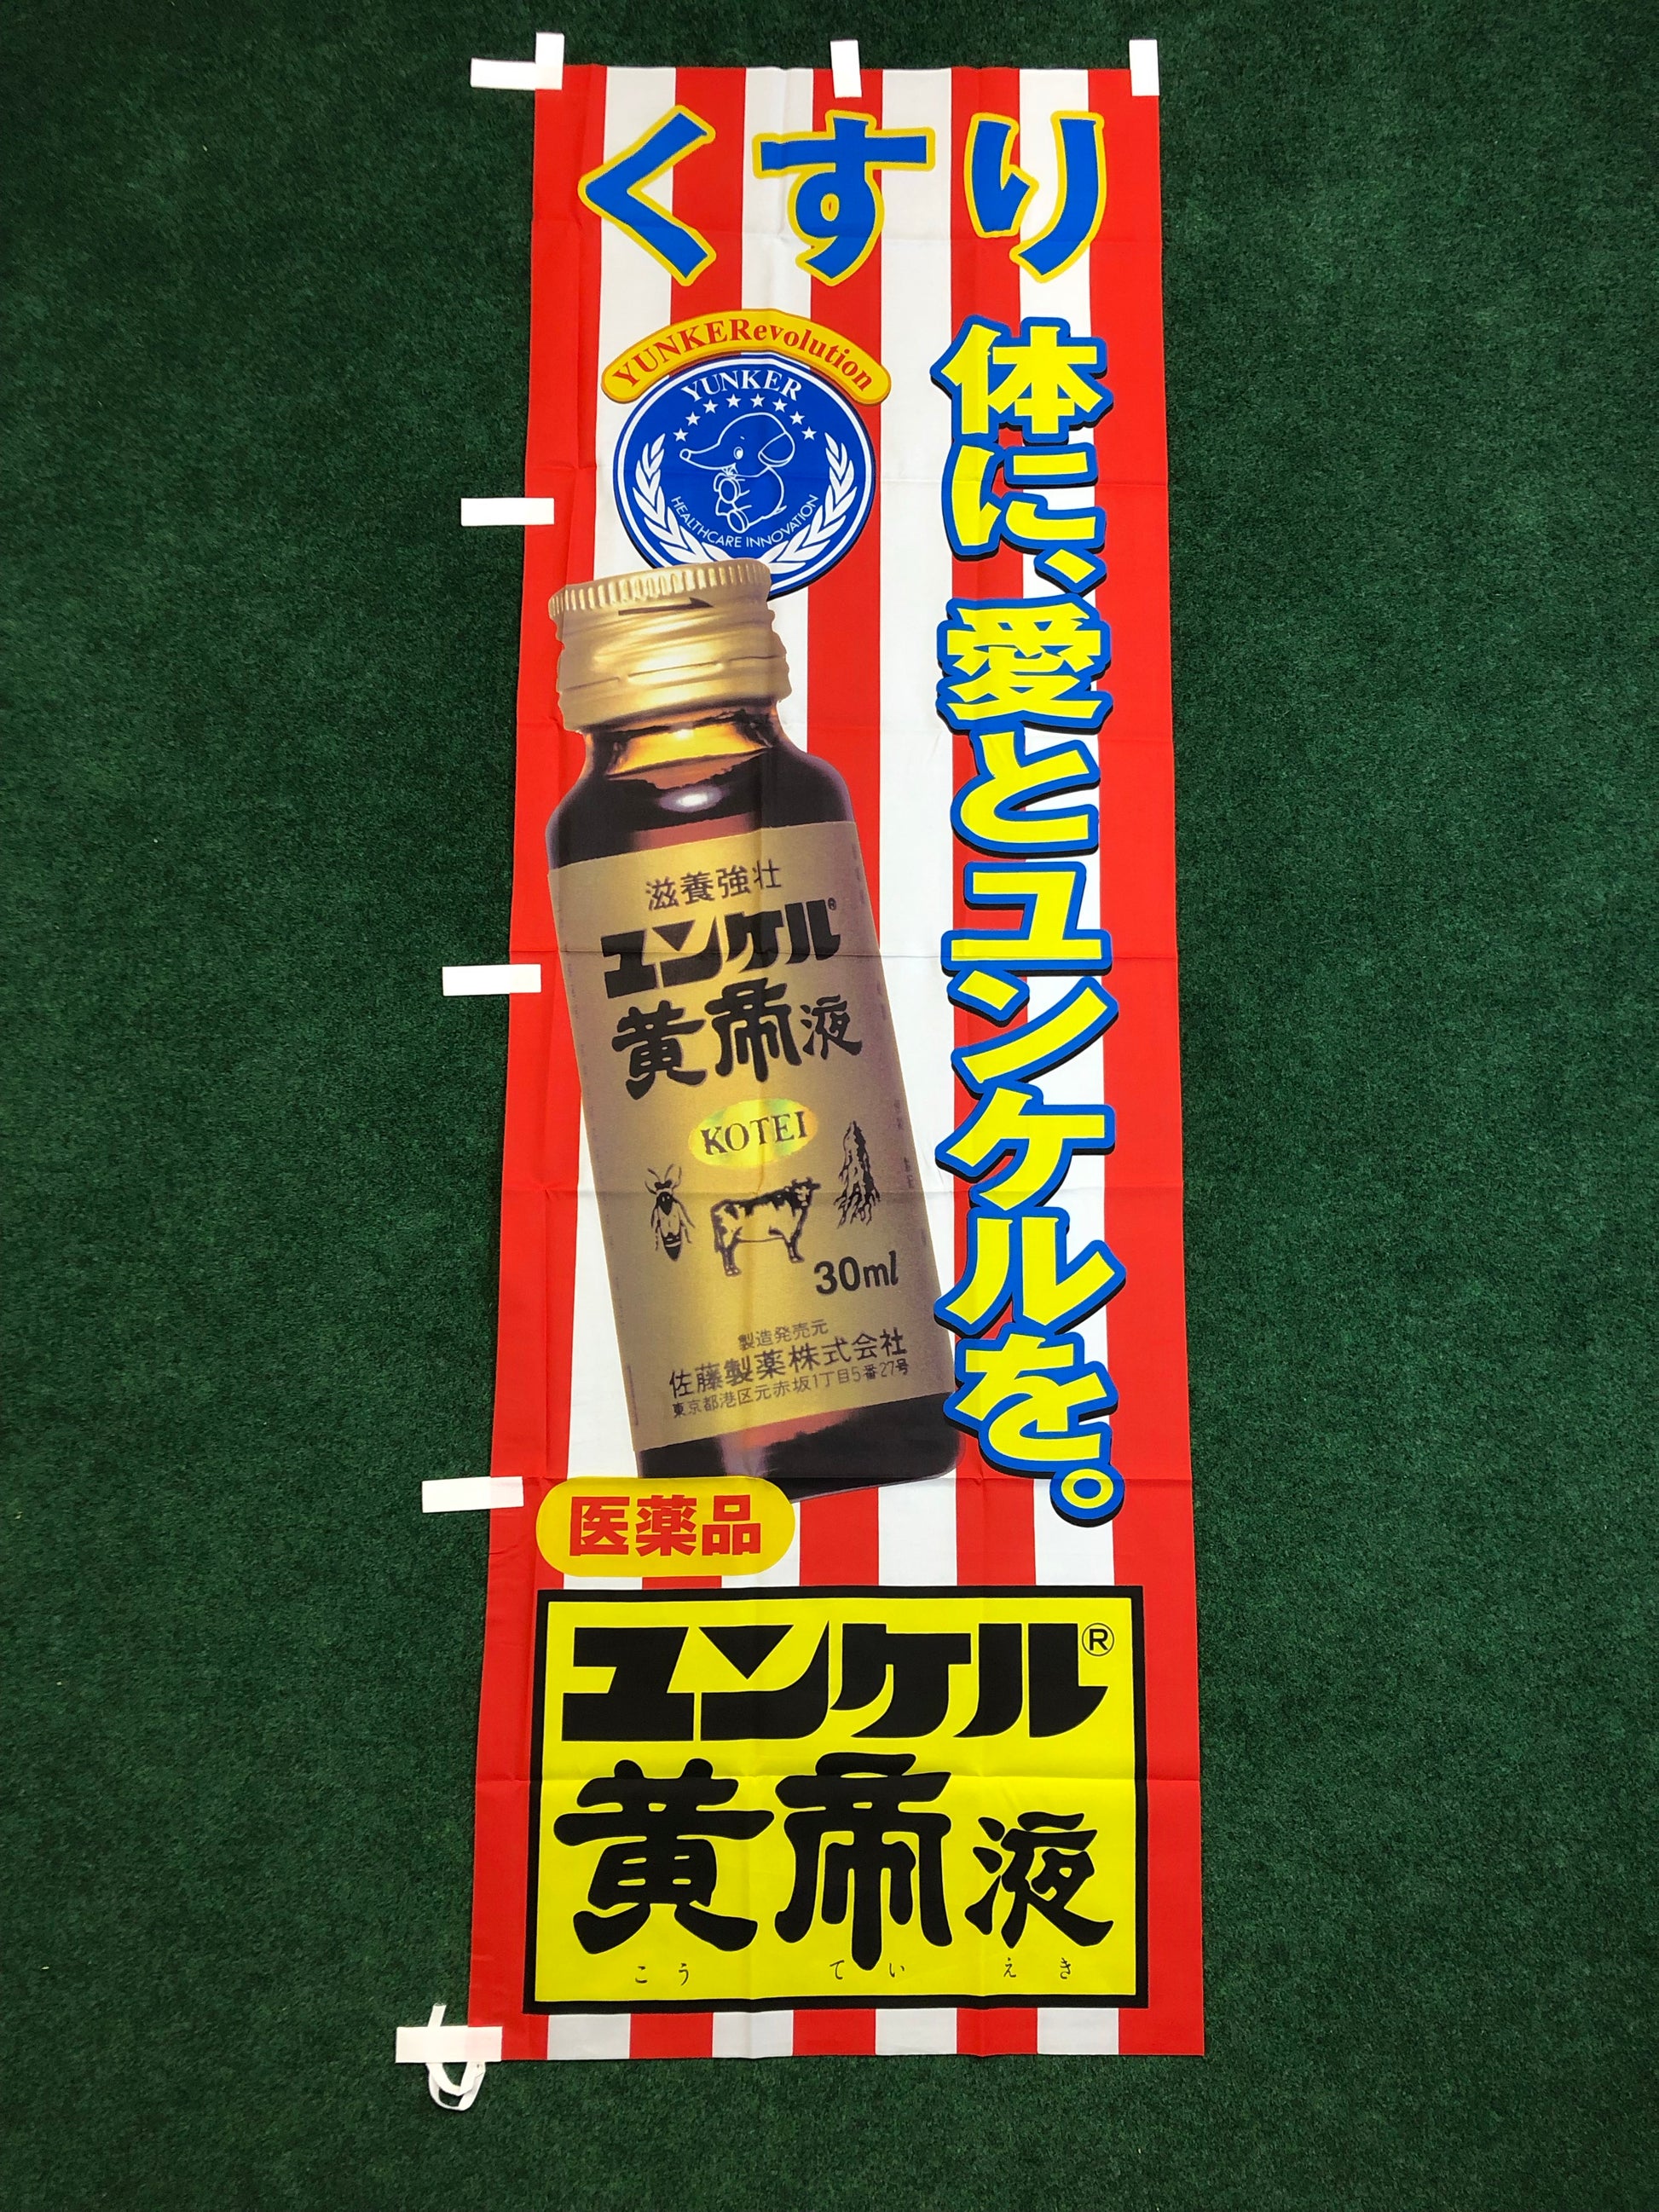 くすり
YUNKERevolution
YUNKER
HEALTHCARE INNOVATION
体に、愛とユンケルを。
滋養強壮
ユンケル®
黄帝液
KOTEI
30ml
製造発売元
佐藤製薬株式会社
東京都港区元赤坂1丁目5番27号
医薬品
ユンケル®
黄帝液
こうていえき